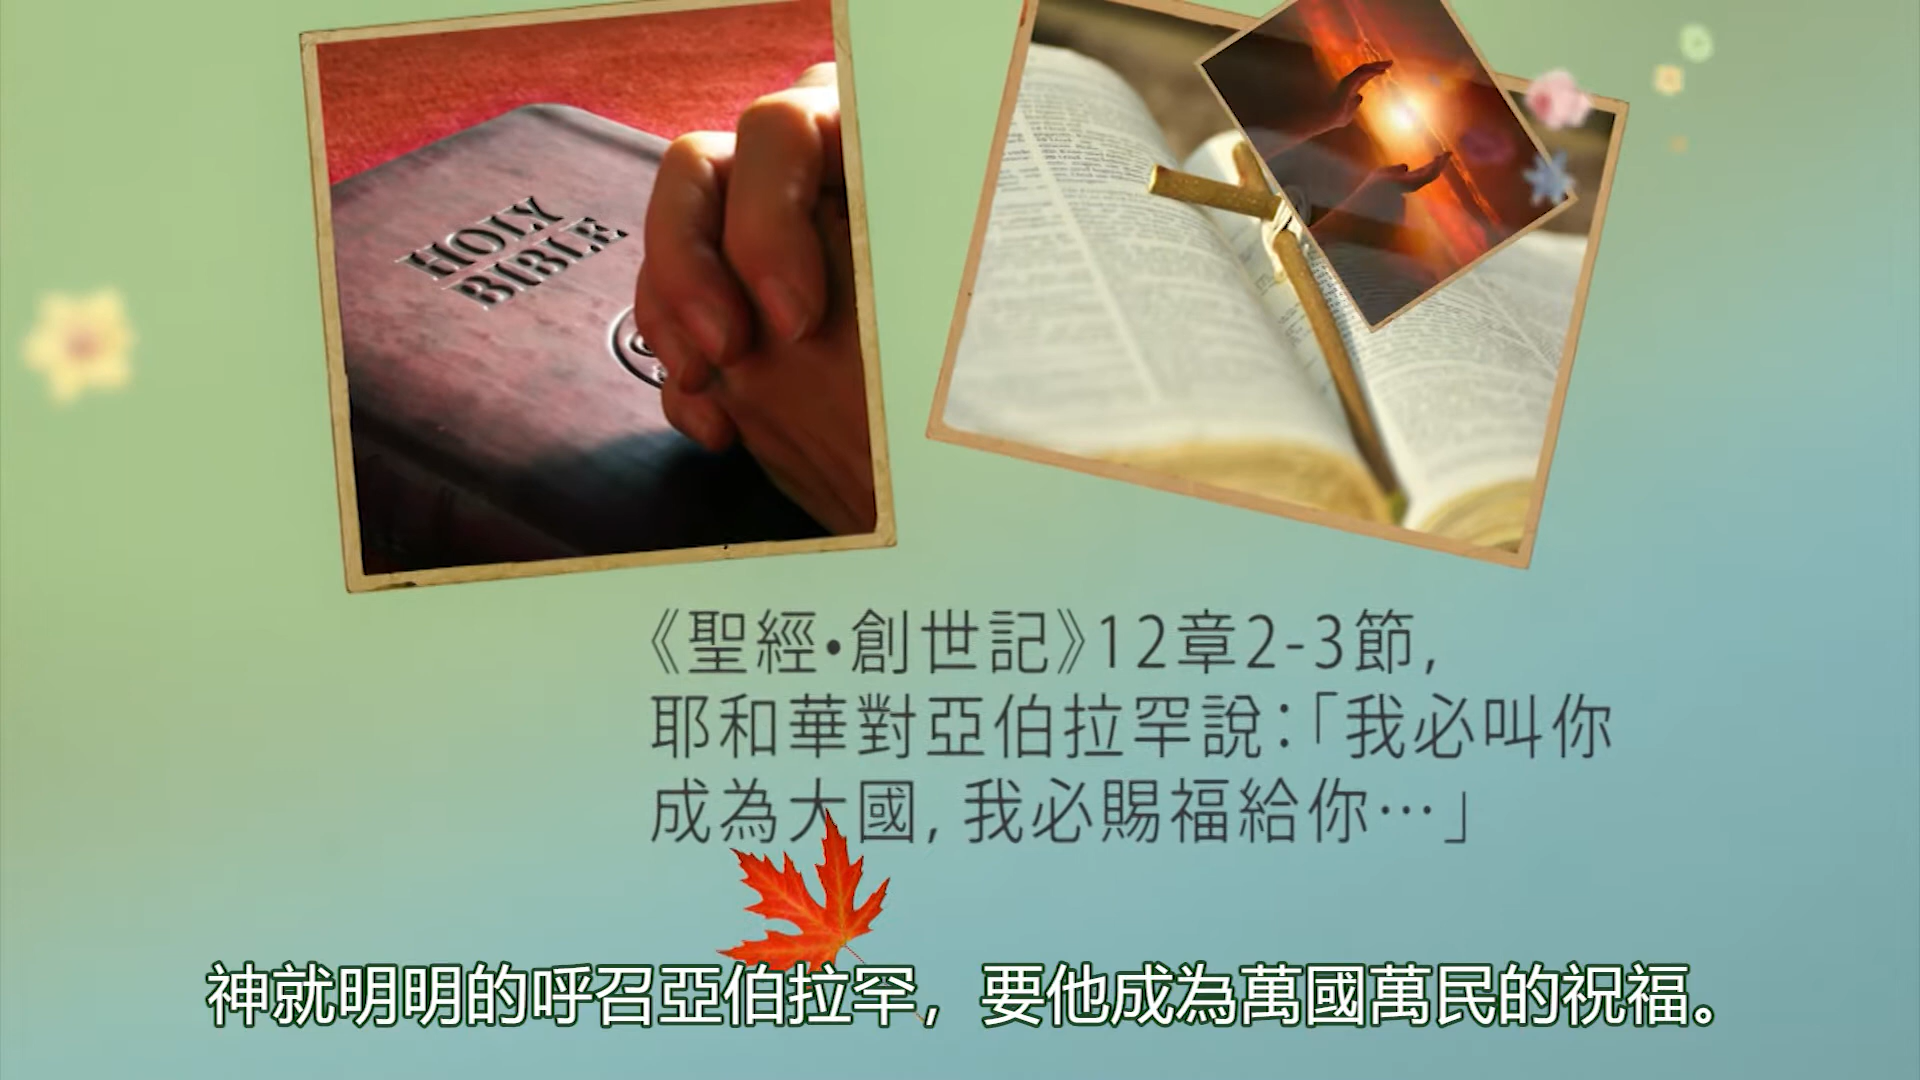 HOLY
BIBLE
《聖經•創世記》12章2-3節,
耶和華對亞伯拉罕說:「我必叫你
成為大國, 我必賜福給你…」
神就明明的呼召亞伯拉罕，要他成為萬國萬民的祝福。